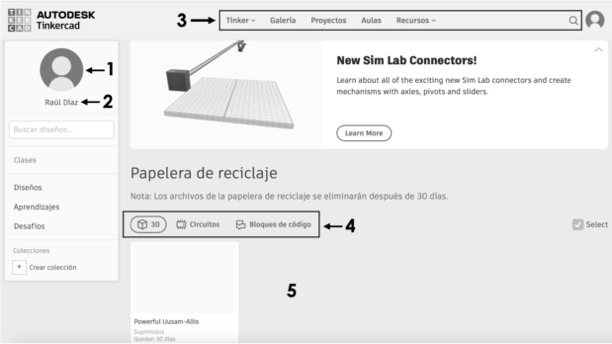 TIN
KER
CAD
AUTODESK
Tinkercad
3
Tinker Galería Proyectos Aulas Recursos
1
Raúl Díaz
2
Buscar diseños...
Clases
Diseños
Aprendizajes
Desafíos
Colecciones
+ Crear colección
New Sim Lab Connectors!
Learn about all of the exciting new Sim Lab connectors and create
mechanisms with axles, pivots and sliders.
Learn More
Papelera de reciclaje
Nota: Los archivos de la papelera de reciclaje se eliminarán después de 30 días.
3D Circuitos Bloques de código
4
Select
5
Powerful Uusam-Allis
Suprimidos
Quedan 30 días